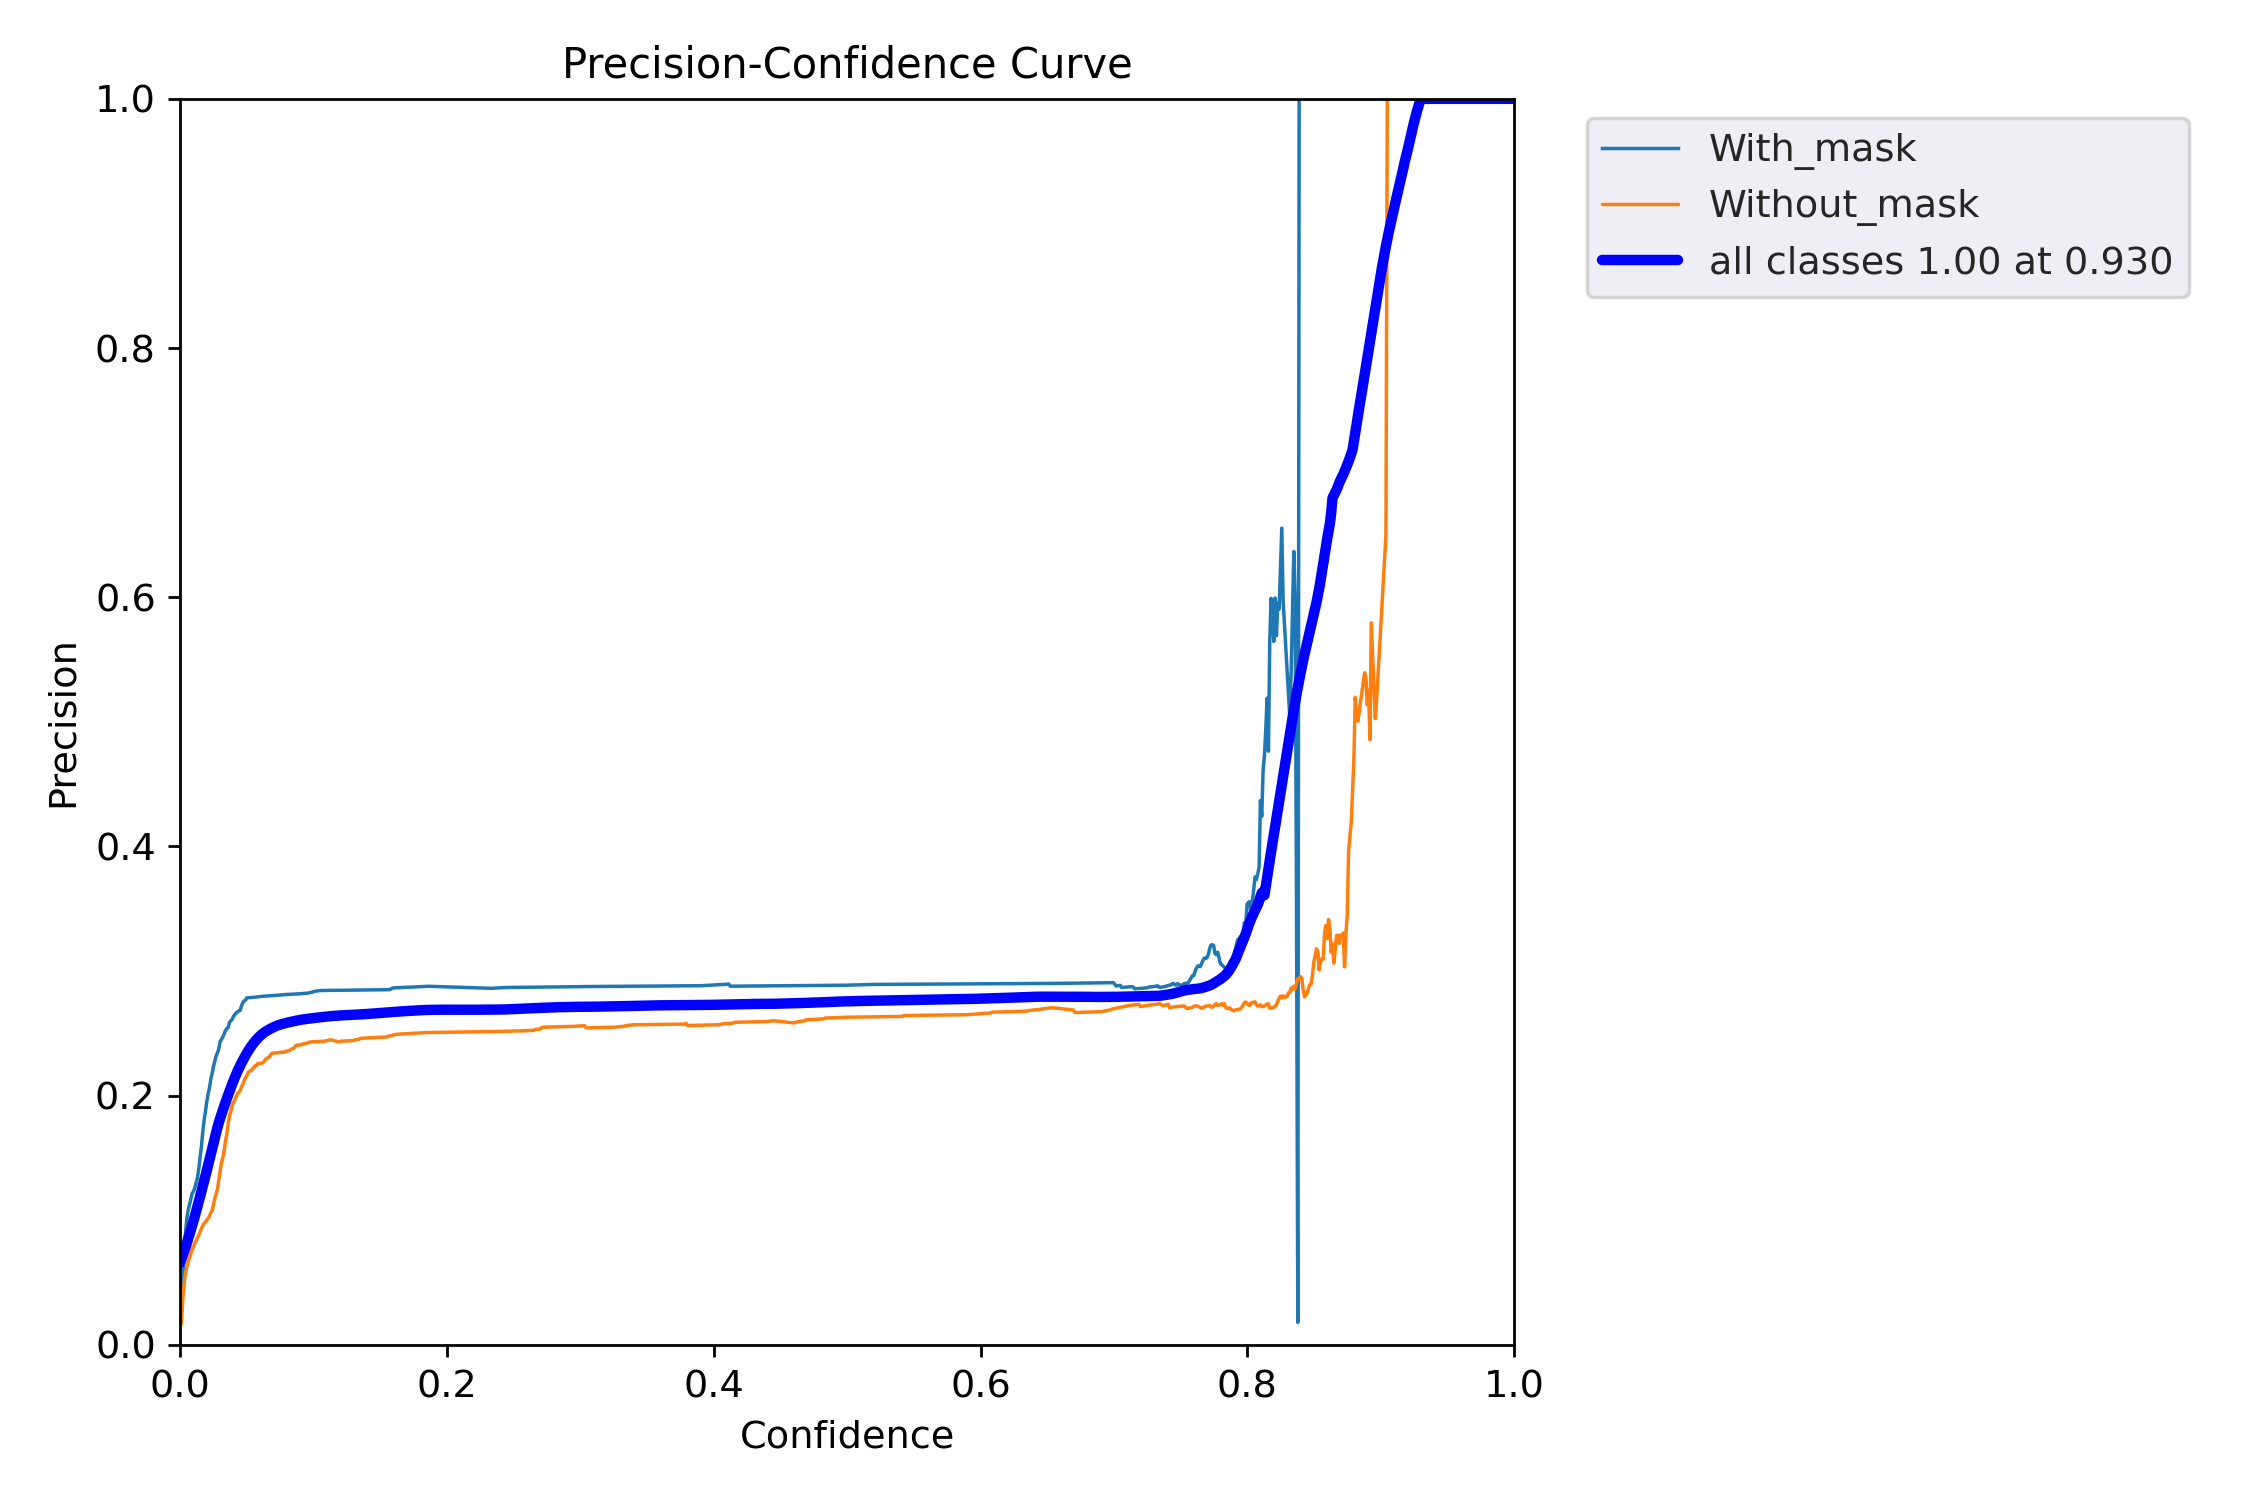 Precision-Confidence Curve
1.0
0.8
0.6
0.4
0.2
0.0
Precision
0.0 0.2 0.4 0.6 0.8 1.0
Confidence
With_mask
Without_mask
all classes 1.00 at 0.930